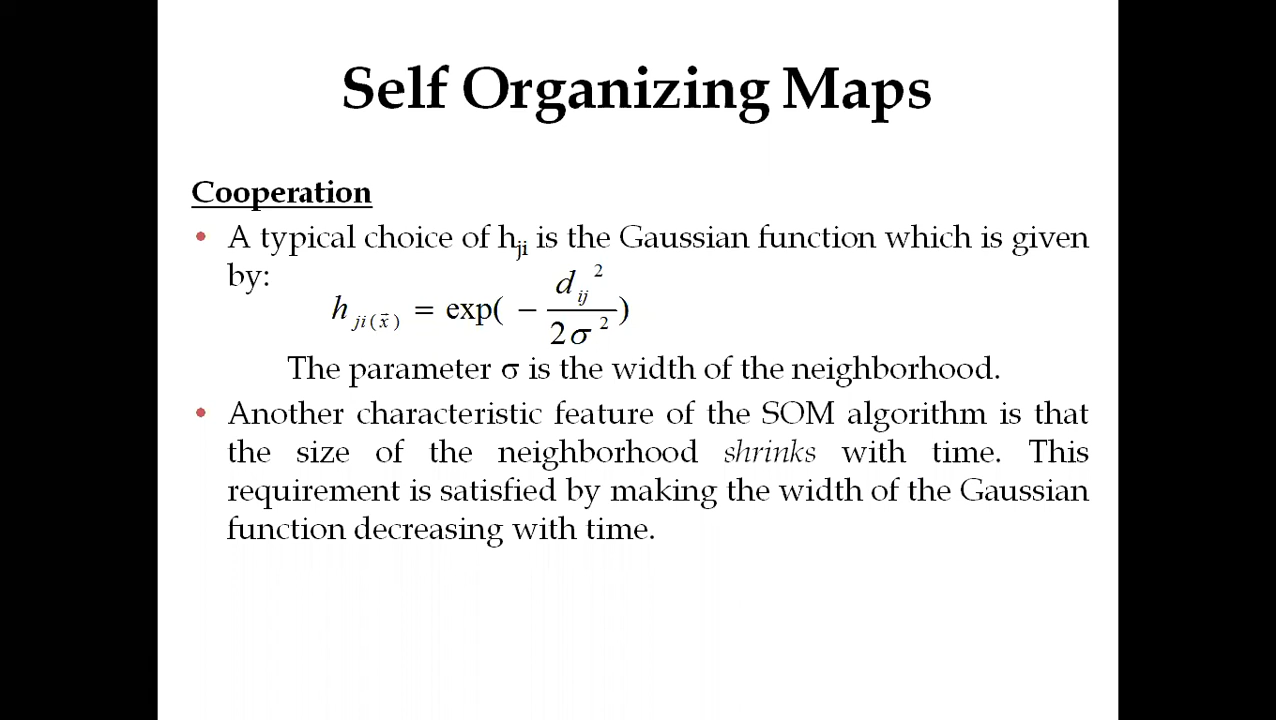 Self Organizing Maps
Cooperation
• A typical choice of hji is the Gaussian function which is given
by:
h ji(x⃗) = exp( − dij² / 2σ² )
The parameter σ is the width of the neighborhood.
• Another characteristic feature of the SOM algorithm is that
the size of the neighborhood shrinks with time. This
requirement is satisfied by making the width of the Gaussian
function decreasing with time.